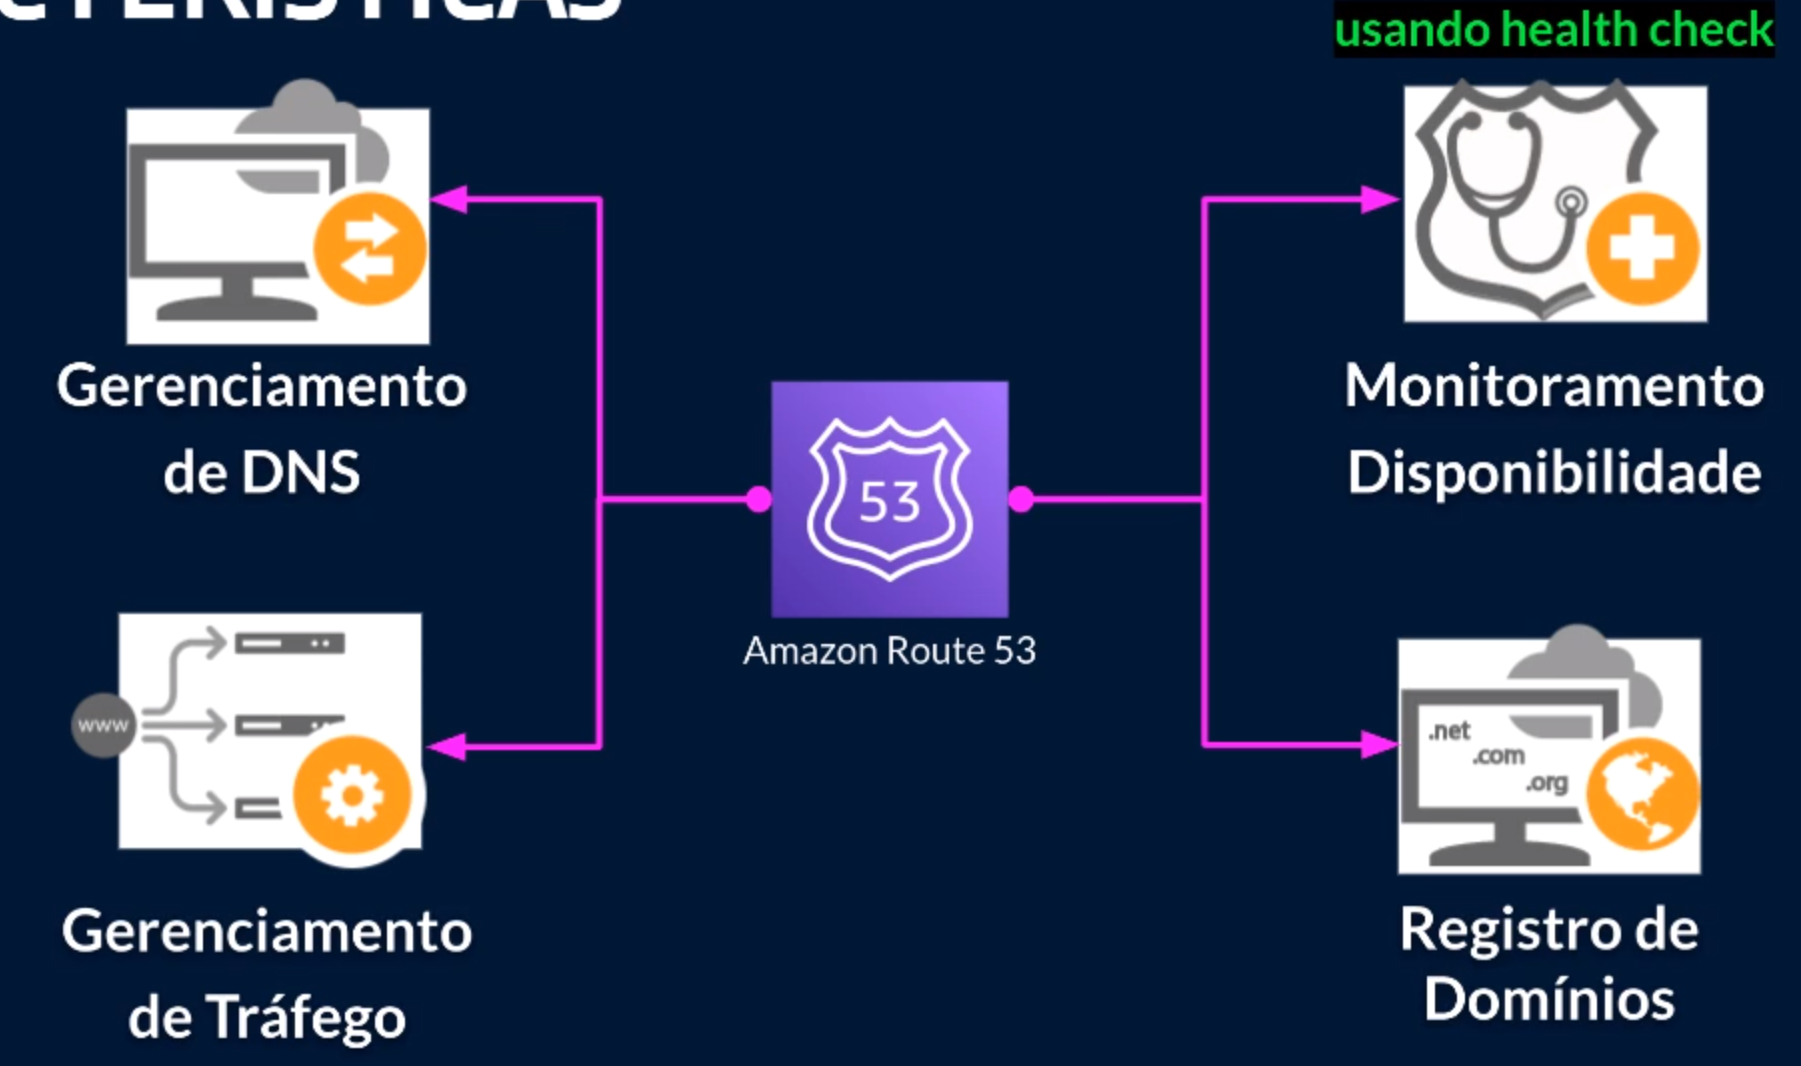 CTERÍSTICAS
usando health check
Gerenciamento
de DNS
Monitoramento
Disponibilidade
53
Amazon Route 53
www
.net
.com
.org
Gerenciamento
de Tráfego
Registro de
Domínios